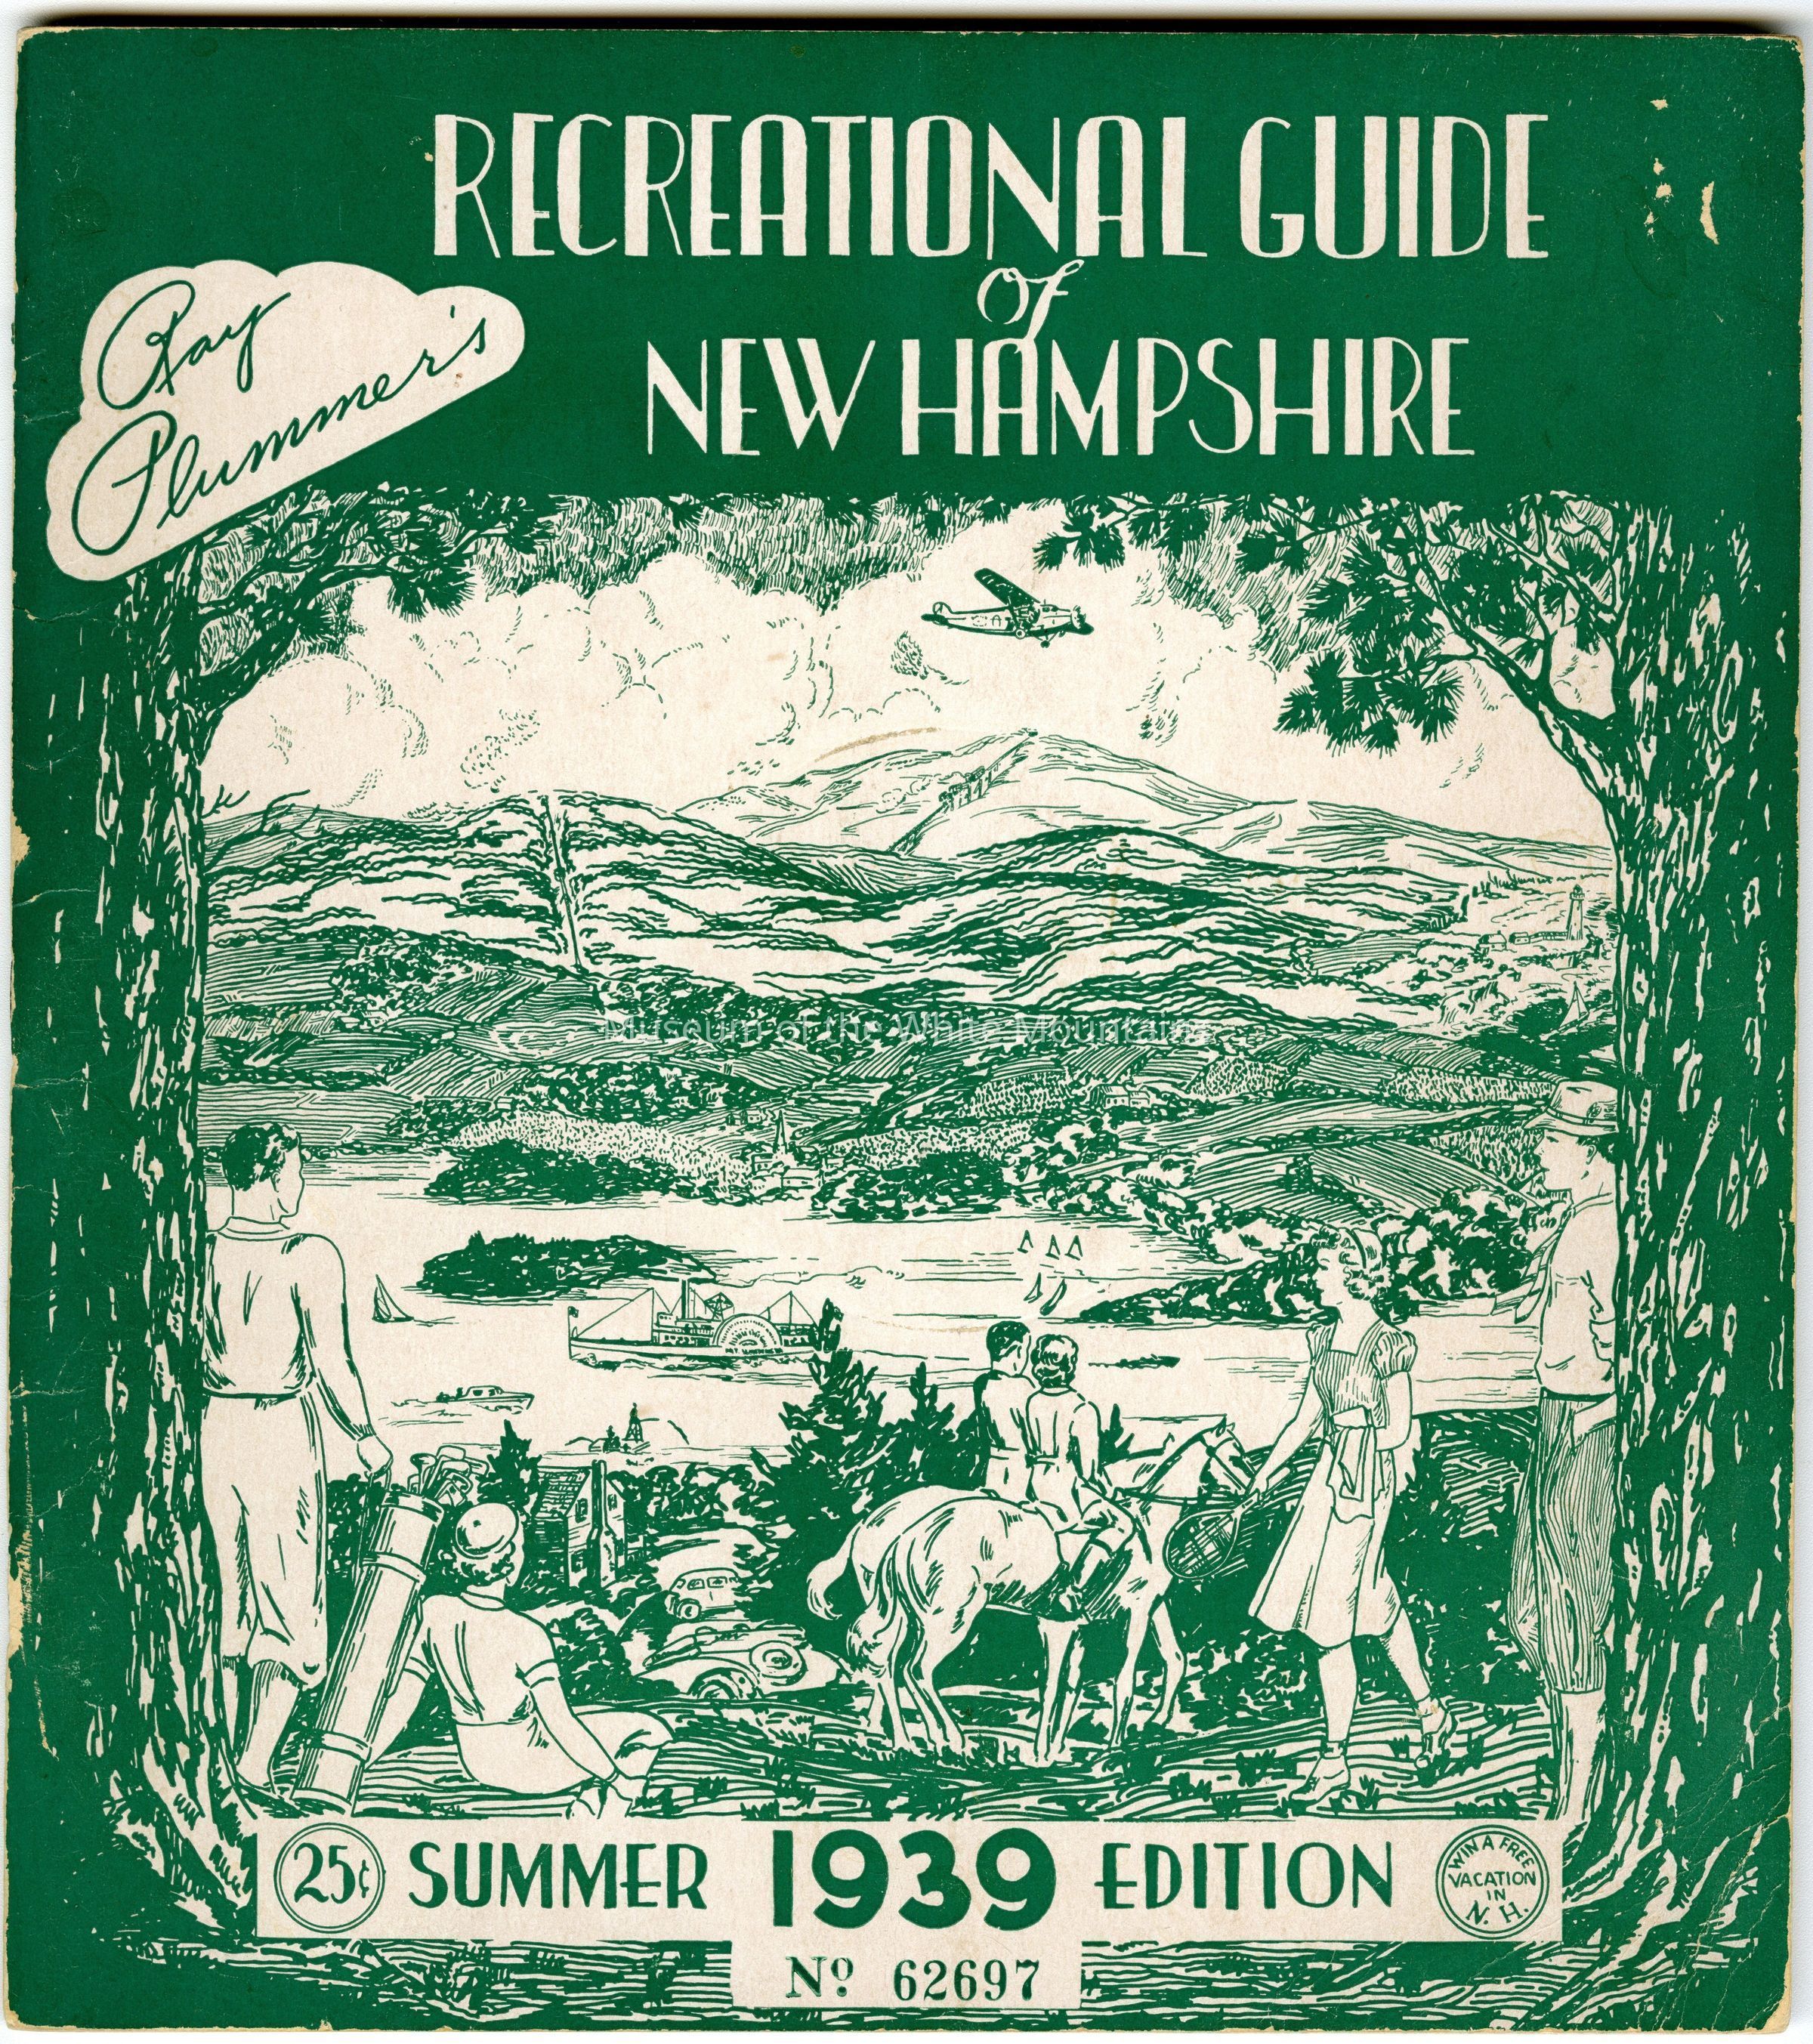 RECREATIONAL GUIDE
of
NEW HAMPSHIRE
Ray
Plummer's
Museum of the White Mountains
25¢ SUMMER 1939 EDITION
WIN A FREE
VACATION
IN
N. H.
Nº 62697